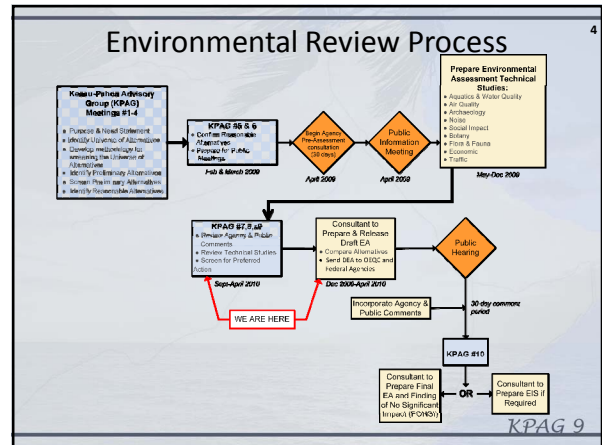 4
Environmental Review Process
Keaau-Pahoa Advisory
Group (KPAG)
Meetings #1-4
Purpose & Need Statement
Identify Universe of Alternatives
Develop methodology for
screening the Universe of
Alternatives
Identify Preliminary Alternatives
Screen Preliminary Alternatives
Identify Reasonable Alternatives
KPAG #5 & 6
Confirm Reasonable
Alternatives
Prepare for Public
Meetings
Feb & March 2009
Begin Agency
Pre-Assessment
consultation
(30 days)
April 2009
Public
Information
Meeting
April 2009
Prepare Environmental
Assessment Technical
Studies:
Aquatics & Water Quality
Air Quality
Archaeology
Noise
Social Impact
Botany
Flora & Fauna
Economic
Traffic
May-Dec 2009
KPAG #7,8,&9
Review Agency & Public
Comments
Review Technical Studies
Screen for Preferred
Action
Sept-April 2010
Consultant to
Prepare & Release
Draft EA
Compare Alternatives
Send DEA to OEQC and
Federal Agencies
Dec 2009-April 2010
Public
Hearing
WE ARE HERE
Incorporate Agency &
Public Comments
30-day comment
period
KPAG #10
Consultant to
Prepare Final
EA and Finding
of No Significant
Impact (FONSI)
OR
Consultant to
Prepare EIS if
Required
KPAG 9